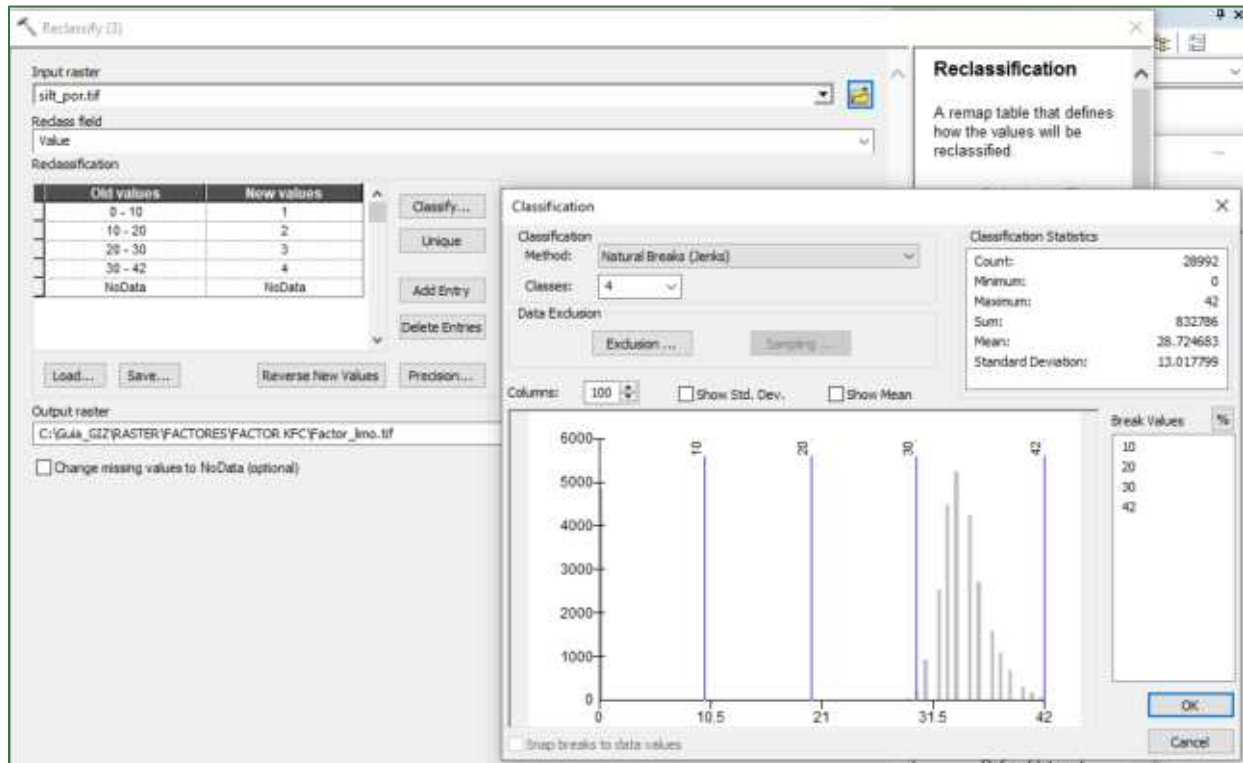 Reclassify (3)
Input raster
silt_por.tif
Reclass field
Value
Reclassification
Old values New values
0 - 10 1
10 - 20 2
20 - 30 3
30 - 42 4
NoData NoData
Classify...
Unique
Add Entry
Delete Entries
Load... Save... Reverse New Values Precision...
Output raster
C:\Guia_GIZ\RASTER\FACTORES\FACTOR KFC\Factor_limo.tif
Change missing values to NoData (optional)
Reclassification
A remap table that defines
how the values will be
reclassified.
Classification
Classification
Method: Natural Breaks (Jenks)
Classes: 4
Data Exclusion
Exclusion ... Sampling ...
Classification Statistics
Count: 28992
Minimum: 0
Maximum: 42
Sum: 832786
Mean: 28.724683
Standard Deviation: 13.017799
Columns: 100 Show Std. Dev. Show Mean
Break Values %
10
20
30
42
10 20 30 42
6000
5000
4000
3000
2000
1000
0
0 10.5 21 31.5 42
Snap breaks to data values
OK
Cancel